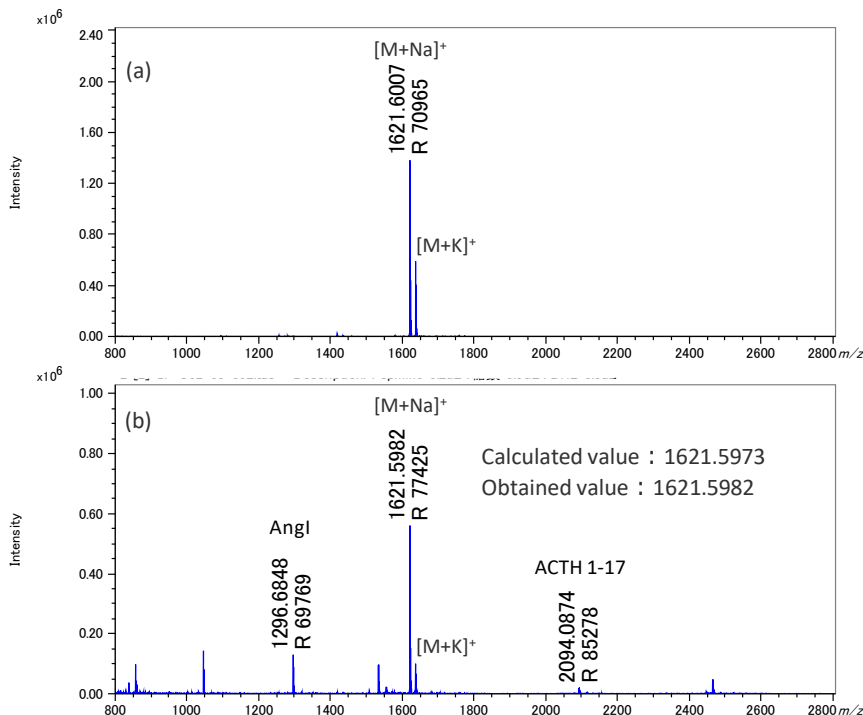 x10⁶
2.40
2.00
1.60
1.20
0.80
0.40
0.00
Intensity
(a)
[M+Na]⁺
1621.6007
R 70965
[M+K]⁺
800 1000 1200 1400 1600 1800 2000 2200 2400 2600 2800 m/z
x10⁶
1.00
0.80
0.60
0.40
0.20
0.00
Intensity
(b)
[M+Na]⁺
1621.5982
R 77425
Calculated value：1621.5973
Obtained value：1621.5982
AngI
1296.6848
R 69769
ACTH 1-17
2094.0874
R 85278
[M+K]⁺
800 1000 1200 1400 1600 1800 2000 2200 2400 2600 2800 m/z